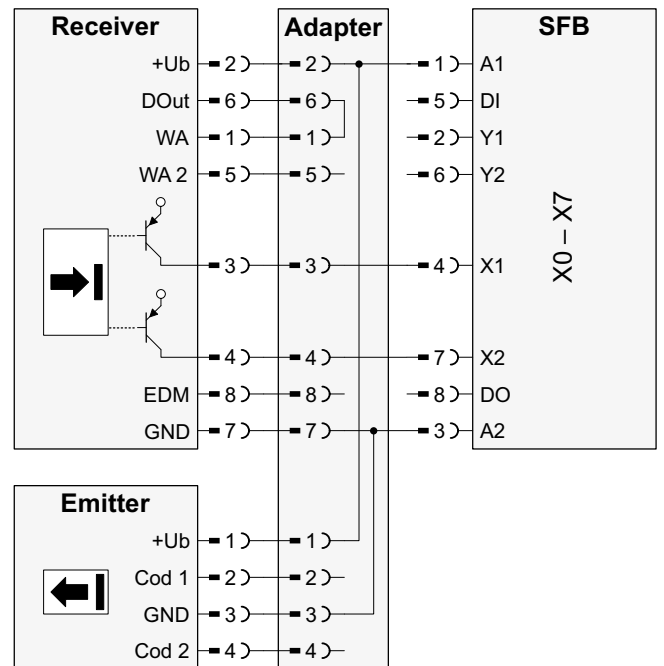 Receiver Adapter SFB
+Ub 2 2 1 A1
DOut 6 6 5 DI
WA 1 1 2 Y1
WA 2 5 5 6 Y2
X0 – X7
3 3 4 X1
4 4 7 X2
EDM 8 8 8 DO
GND 7 7 3 A2
Emitter
+Ub 1 1
Cod 1 2 2
GND 3 3
Cod 2 4 4